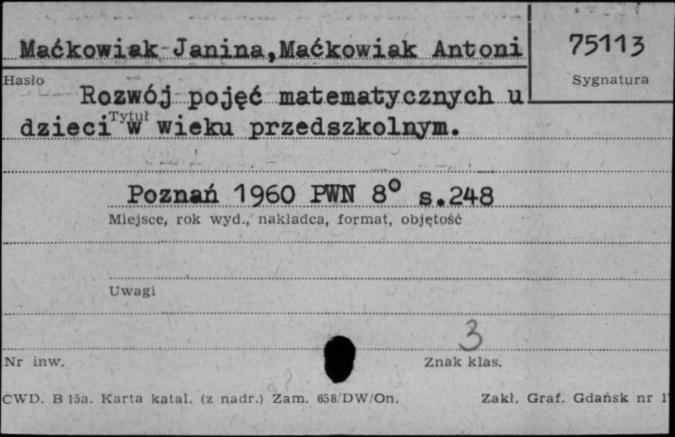 Maćkowiak Janina, Maćkowiak Antoni
75113
Hasło
Sygnatura
Rozwój pojęć matematycznych u
Tytuł
dzieci w wieku przedszkolnym.
Poznań 1960 PWN 8° s.248
Miejsce, rok wyd., nakładca, format, objętość
Uwagi
3
Nr inw.
Znak klas.
CWD. B 15a. Karta katal. (z nadr.) Zam. 658/DW/On.
Zakł. Graf. Gdańsk nr 1